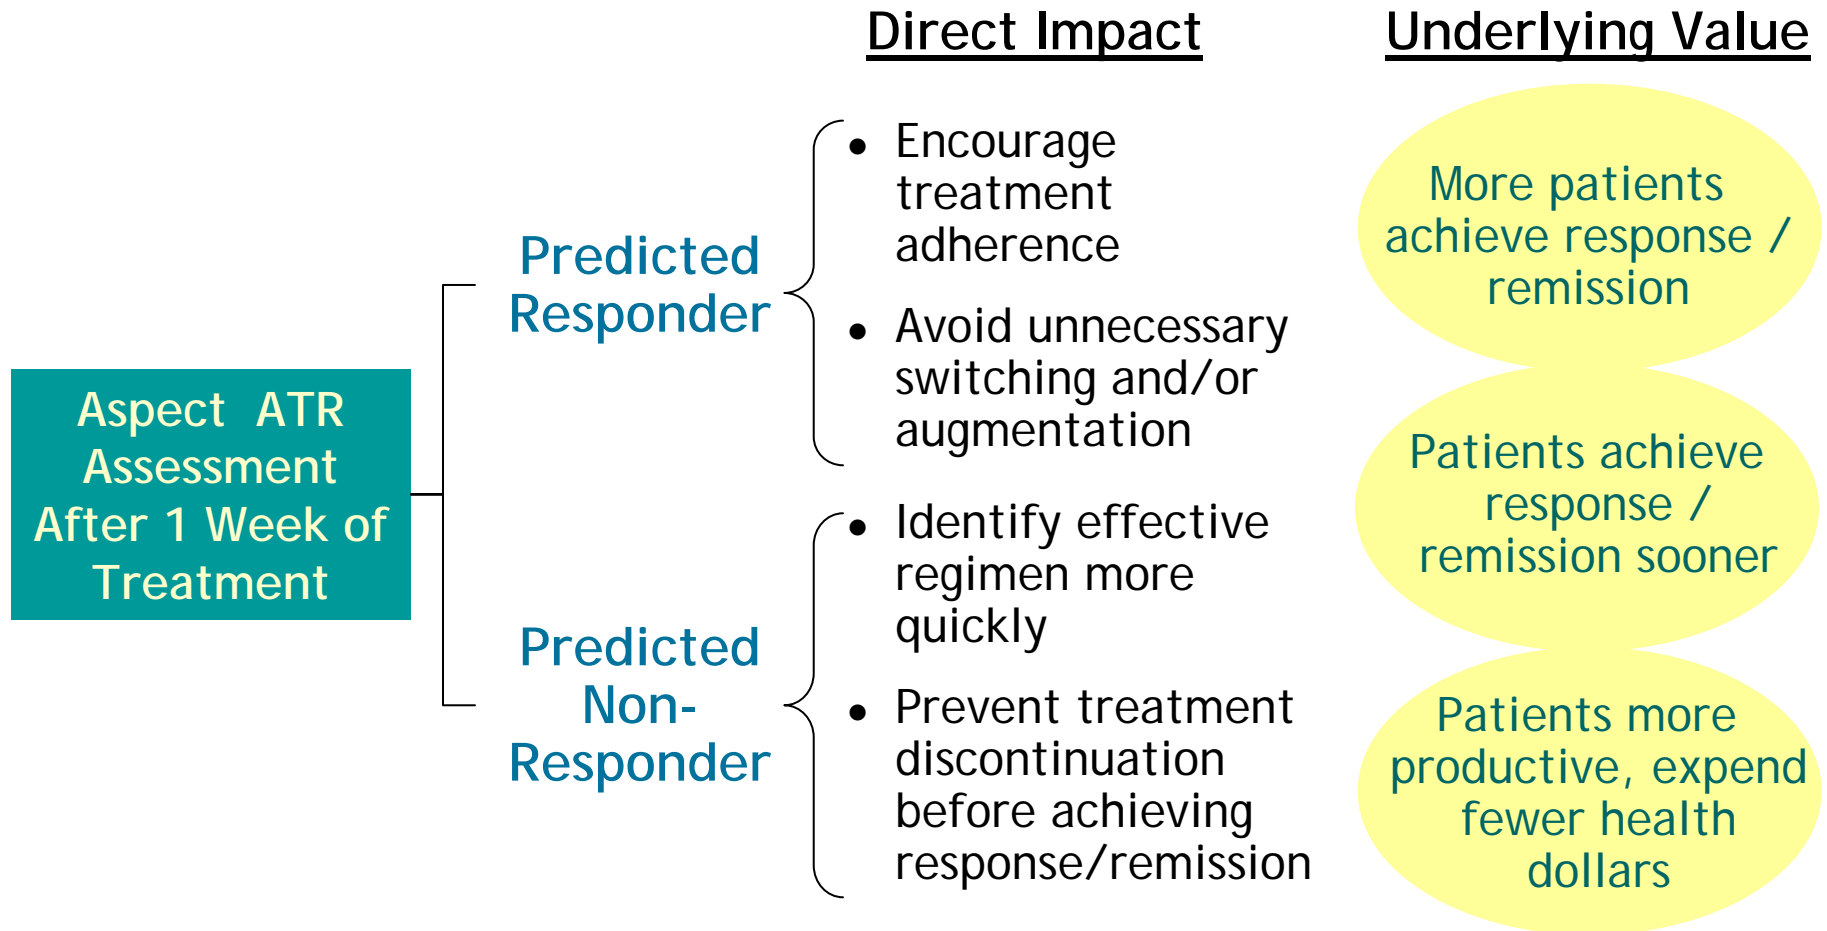 Direct Impact
Underlying Value
Aspect ATR
Assessment
After 1 Week of
Treatment
Predicted
Responder
• Encourage
treatment
adherence
• Avoid unnecessary
switching and/or
augmentation
Predicted
Non-
Responder
• Identify effective
regimen more
quickly
• Prevent treatment
discontinuation
before achieving
response/remission
More patients
achieve response /
remission
Patients achieve
response /
remission sooner
Patients more
productive, expend
fewer health
dollars